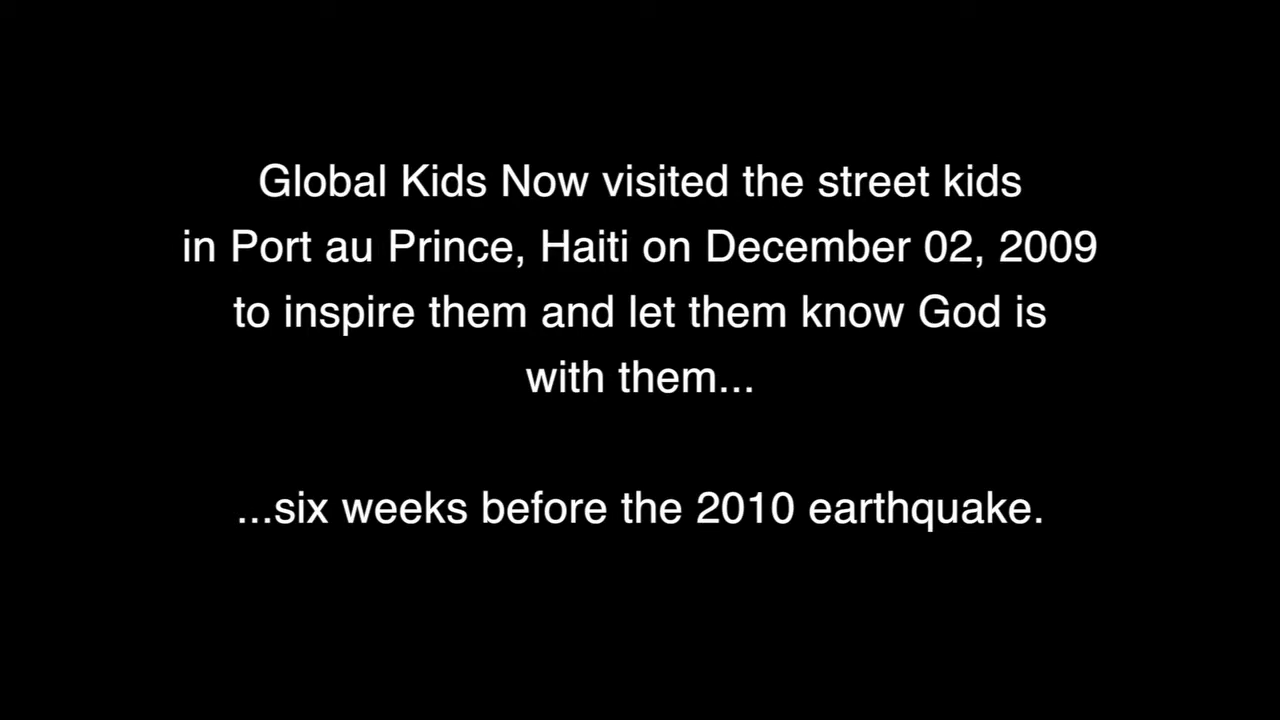 Global Kids Now visited the street kids
in Port au Prince, Haiti on December 02, 2009
to inspire them and let them know God is
with them...
...six weeks before the 2010 earthquake.